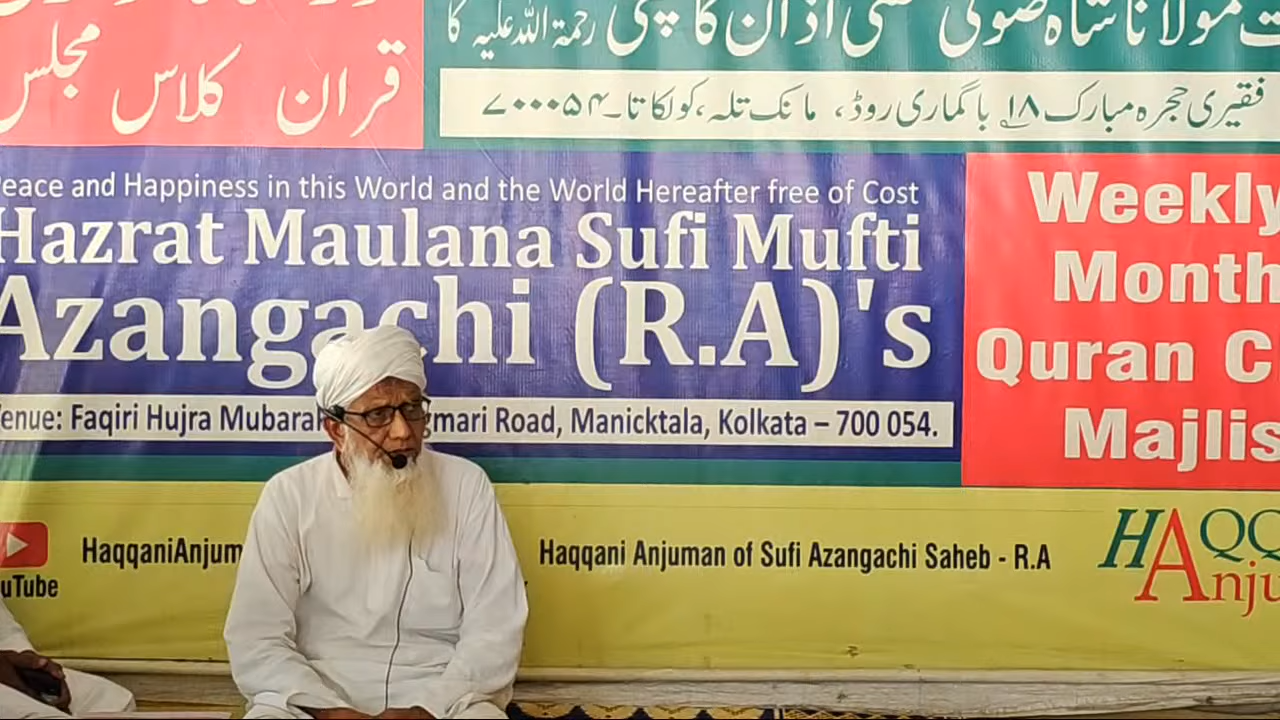 قران کلاس مجلس
مولانا شاہ صوفی مفتی اذان گاچھی رحمۃ اللہ علیہ کا
فقیری حجرہ مبارک ۱۸ باگماری روڈ، مانک تلہ، کولکاتا۔ ۷۰۰۰۵۴
eace and Happiness in this World and the World Hereafter free of Cost
Hazrat Maulana Sufi Mufti
Azangachi (R.A)'s
enue: Faqiri Hujra Mubarak gmari Road, Manicktala, Kolkata – 700 054.
Weekly
Month
Quran C
Majlis
uTube
HaqqaniAnjum
Haqqani Anjuman of Sufi Azangachi Saheb - R.A
HAQQ
Anju